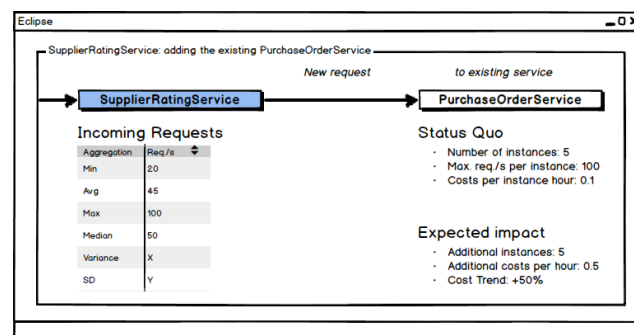 Eclipse
SupplierRatingService: adding the existing PurchaseOrderService
New request to existing service
SupplierRatingService PurchaseOrderService
Incoming Requests
Aggregation Req./s
Min 20
Avg 45
Max 100
Median 50
Variance X
SD Y
Status Quo
· Number of instances: 5
· Max. req./s per instance: 100
· Costs per instance hour: 0.1
Expected impact
· Additional instances: 5
· Additional costs per hour: 0.5
· Cost Trend: +50%